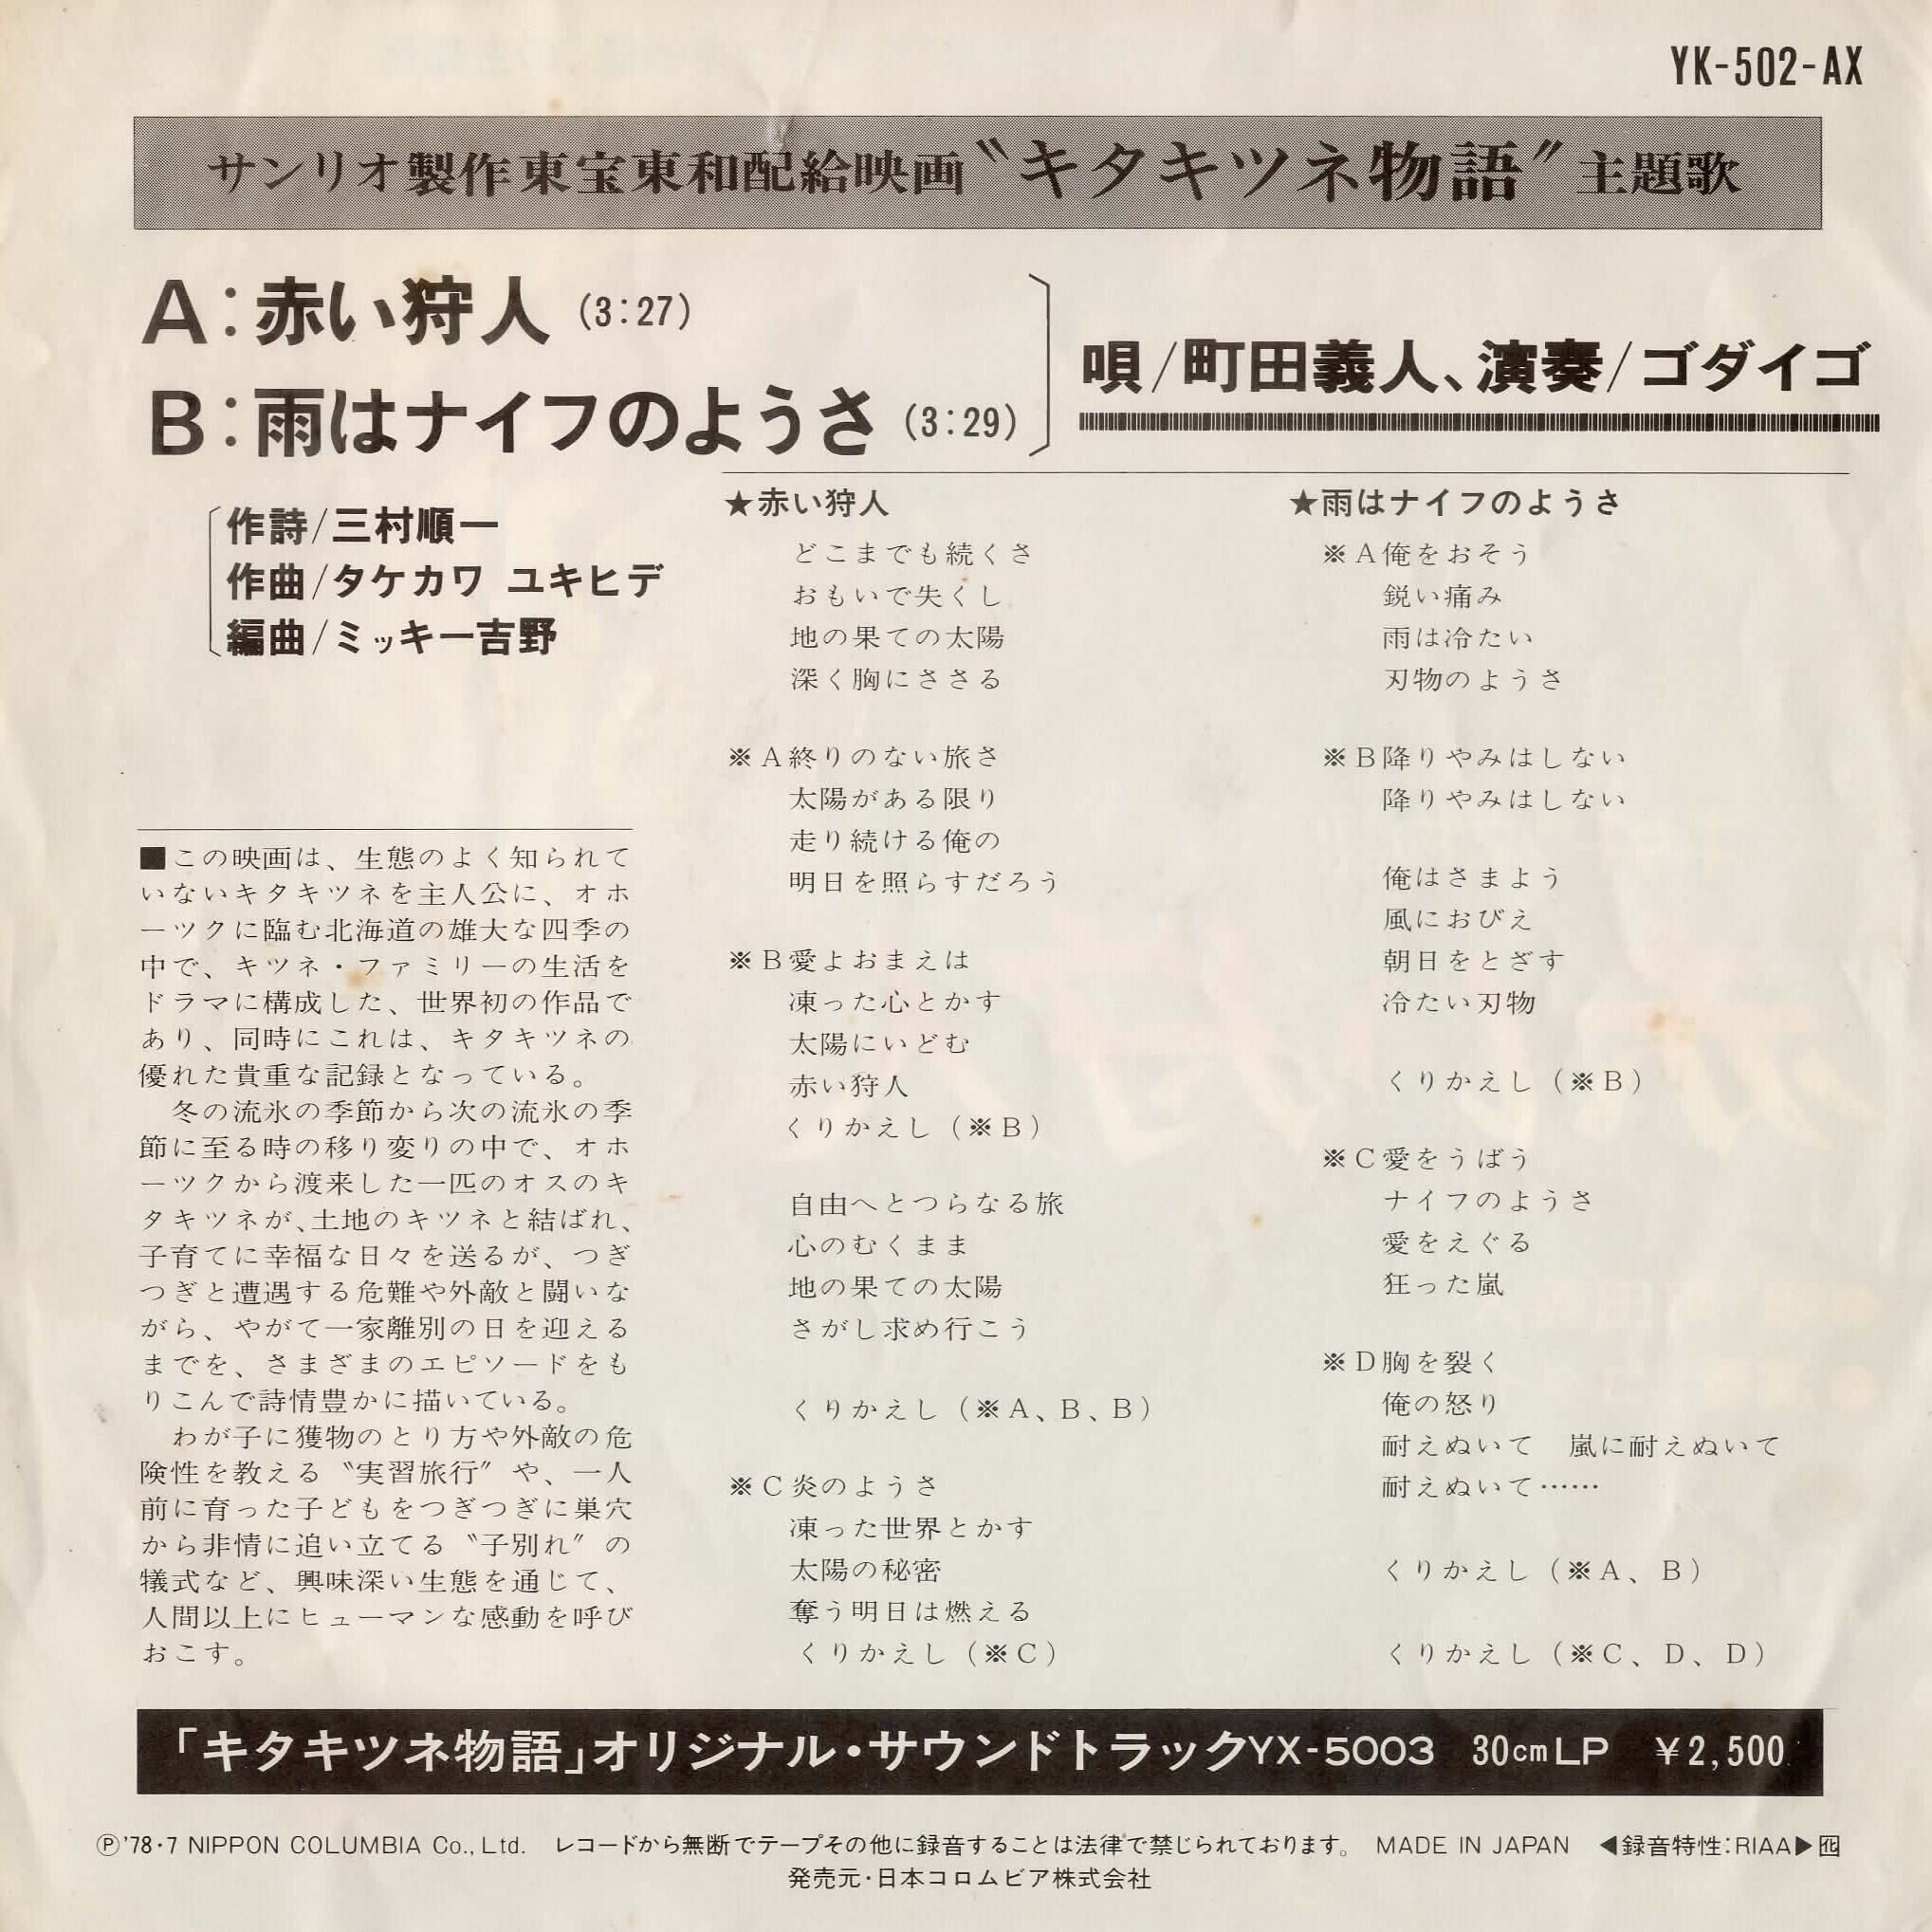 YK-502-AX
サンリオ製作東宝東和配給映画〝キタキツネ物語〞主題歌
A:赤い狩人(3:27)
B:雨はナイフのようさ(3:29)
唄/町田義人、演奏/ゴダイゴ
作詩/三村順一
作曲/タケカワ ユキヒデ
編曲/ミッキー吉野
■この映画は、生態のよく知られて
いないキタキツネを主人公に、オホ
ーツクに臨む北海道の雄大な四季の
中で、キツネ・ファミリーの生活を
ドラマに構成した、世界初の作品で
あり、同時にこれは、キタキツネの
優れた貴重な記録となっている。
　冬の流氷の季節から次の流氷の季
節に至る時の移り変りの中で、オホ
ーツクから渡来した一匹のオスのキ
タキツネが、土地のキツネと結ばれ、
子育てに幸福な日々を送るが、つぎ
つぎと遭遇する危難や外敵と闘いな
がら、やがて一家離別の日を迎える
までを、さまざまのエピソードをも
りこんで詩情豊かに描いている。
　わが子に獲物のとり方や外敵の危
険性を教える〝実習旅行〞や、一人
前に育った子どもをつぎつぎに巣穴
から非情に追い立てる〝子別れ〞の
犠式など、興味深い生態を通じて、
人間以上にヒューマンな感動を呼び
おこす。
★赤い狩人
どこまでも続くさ
おもいで失くし
地の果ての太陽
深く胸にささる
※A終りのない旅さ
太陽がある限り
走り続ける俺の
明日を照らすだろう
※B愛よおまえは
凍った心とかす
太陽にいどむ
赤い狩人
くりかえし(※B)
自由へとつらなる旅
心のむくまま
地の果ての太陽
さがし求め行こう
くりかえし(※A、B、B)
※C炎のようさ
凍った世界とかす
太陽の秘密
奪う明日は燃える
くりかえし(※C)
★雨はナイフのようさ
※A俺をおそう
鋭い痛み
雨は冷たい
刃物のようさ
※B降りやみはしない
降りやみはしない
俺はさまよう
風におびえ
朝日をとざす
冷たい刃物
くりかえし(※B)
※C愛をうばう
ナイフのようさ
愛をえぐる
狂った嵐
※D胸を裂く
俺の怒り
耐えぬいて　嵐に耐えぬいて
耐えぬいて……
くりかえし(※A、B)
くりかえし(※C、D、D)
「キタキツネ物語」オリジナル・サウンドトラックYX-5003 30cmLP ¥2,500
Ⓟ'78・7 NIPPON COLUMBIA Co., Ltd. レコードから無断でテープその他に録音することは法律で禁じられております。 MADE IN JAPAN ◀録音特性:RIAA▶
発売元・日本コロムビア株式会社